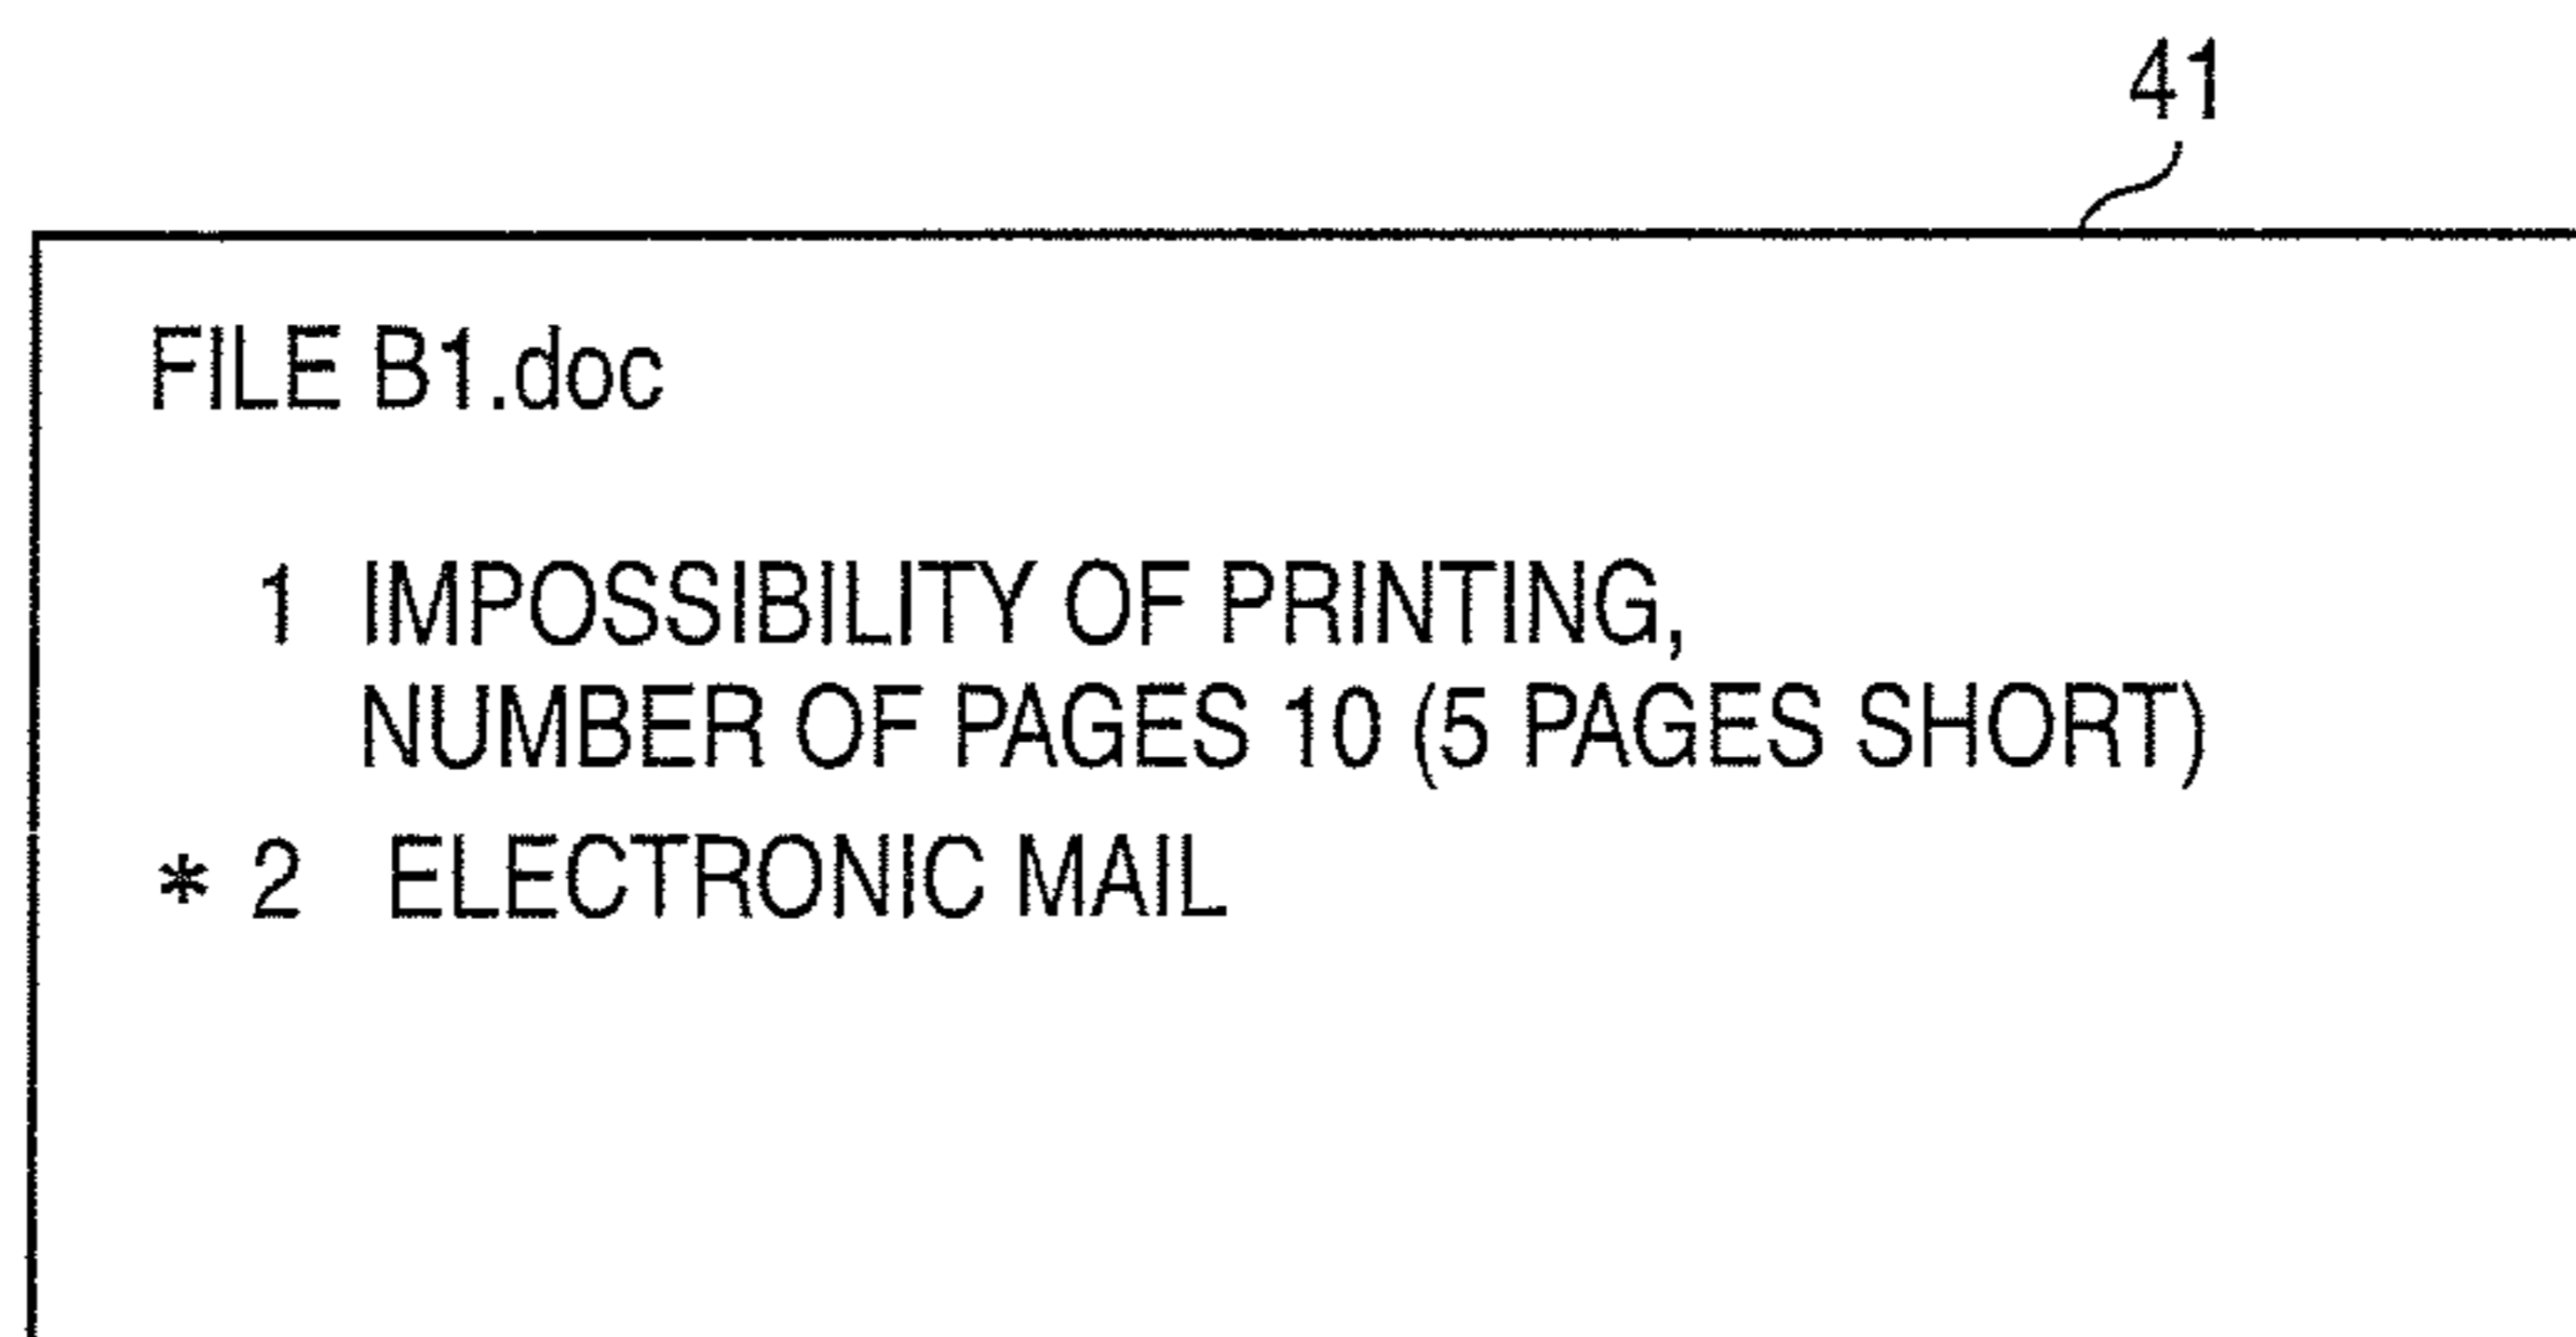 41
FILE B1.doc
1 IMPOSSIBILITY OF PRINTING,
NUMBER OF PAGES 10 (5 PAGES SHORT)
* 2 ELECTRONIC MAIL